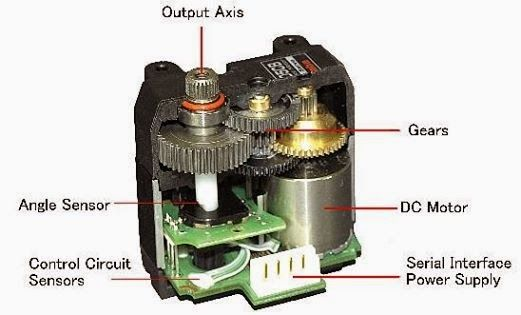 Output Axis
Gears
Angle Sensor
DC Motor
Control Circuit
Sensors
Serial Interface
Power Supply